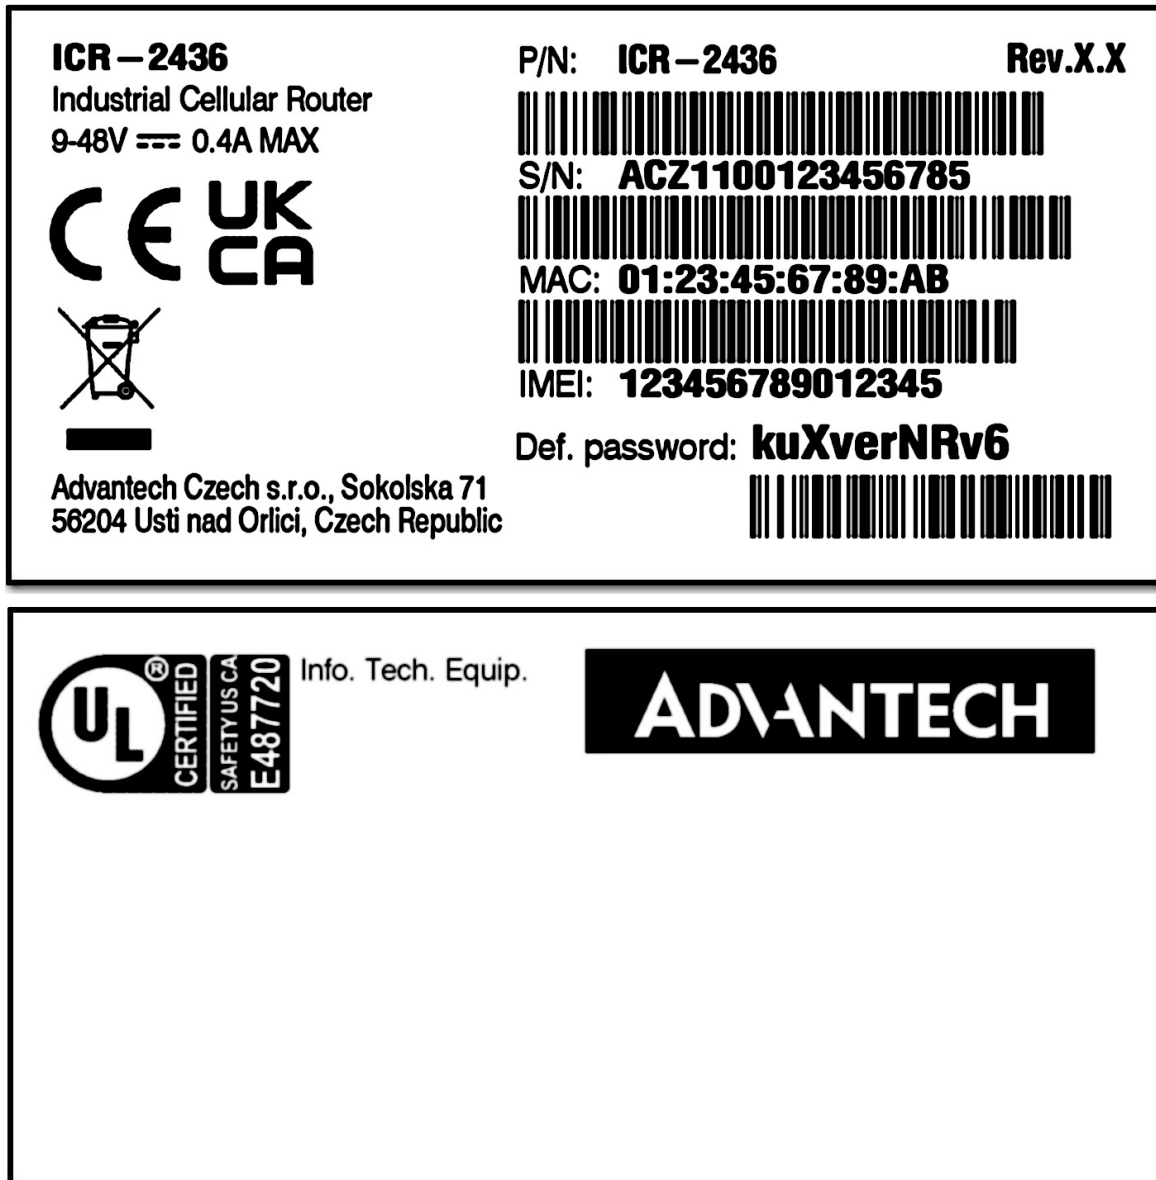 ICR-2436
Industrial Cellular Router
9-48V ⎓ 0.4A MAX
CE UK
CA
Advantech Czech s.r.o., Sokolska 71
56204 Usti nad Orlici, Czech Republic
P/N: ICR-2436 Rev.X.X
S/N: ACZ1100123456785
MAC: 01:23:45:67:89:AB
IMEI: 123456789012345
Def. password: kuXverNRv6
UL ®
CERTIFIED
SAFETY US CA
E487720
Info. Tech. Equip.
ADVANTECH